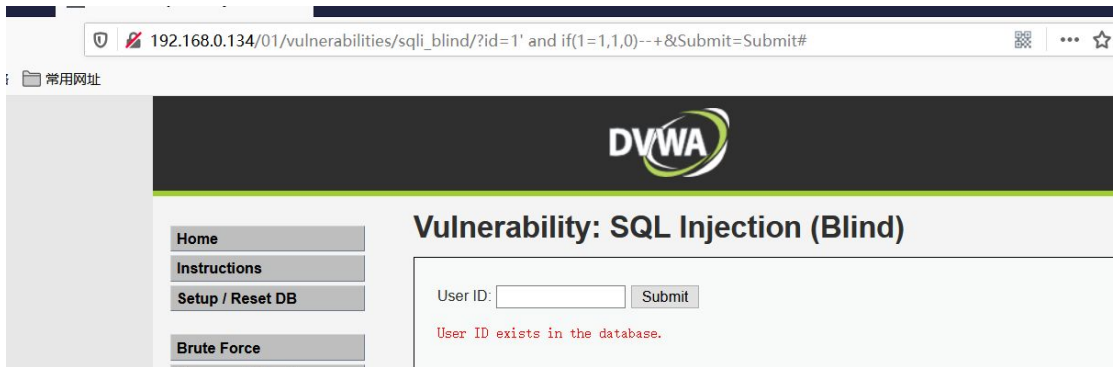 192.168.0.134/01/vulnerabilities/sqli_blind/?id=1' and if(1=1,1,0)--+&Submit=Submit#
常用网址
DVWA
Vulnerability: SQL Injection (Blind)
Home
Instructions
Setup / Reset DB
Brute Force
User ID:
Submit
User ID exists in the database.